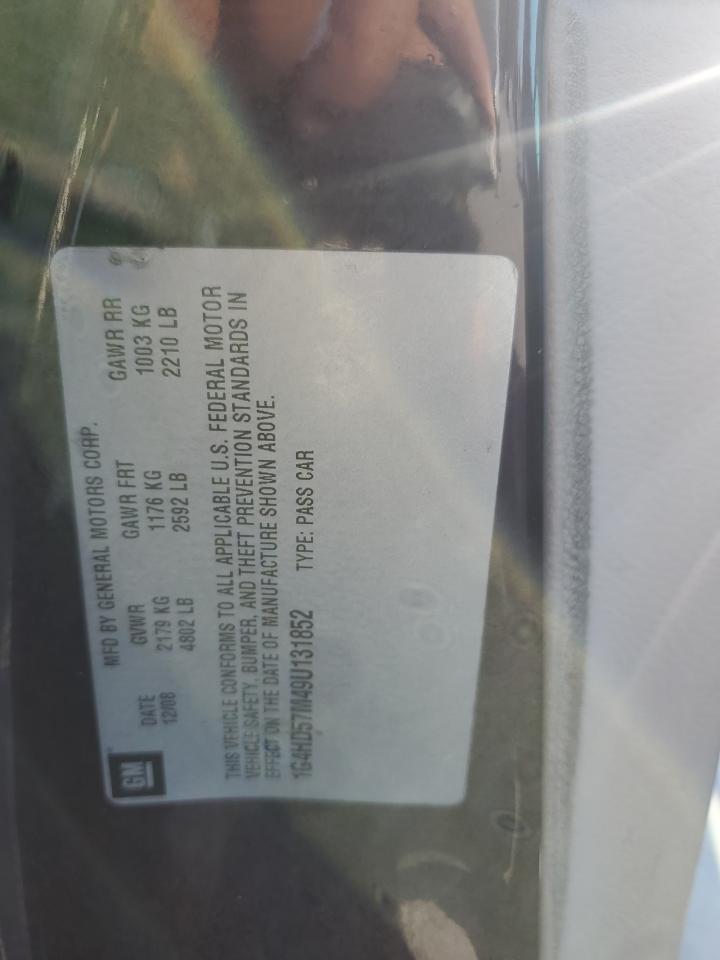 GM
MFD BY GENERAL MOTORS CORP.
DATE GVWR GAWR FRT GAWR RR
12/08 2179 KG 1176 KG 1003 KG
4802 LB 2592 LB 2210 LB
THIS VEHICLE CONFORMS TO ALL APPLICABLE U.S. FEDERAL MOTOR
VEHICLE SAFETY, BUMPER, AND THEFT PREVENTION STANDARDS IN
EFFECT ON THE DATE OF MANUFACTURE SHOWN ABOVE.
1G4HD57M49U131852 TYPE: PASS CAR